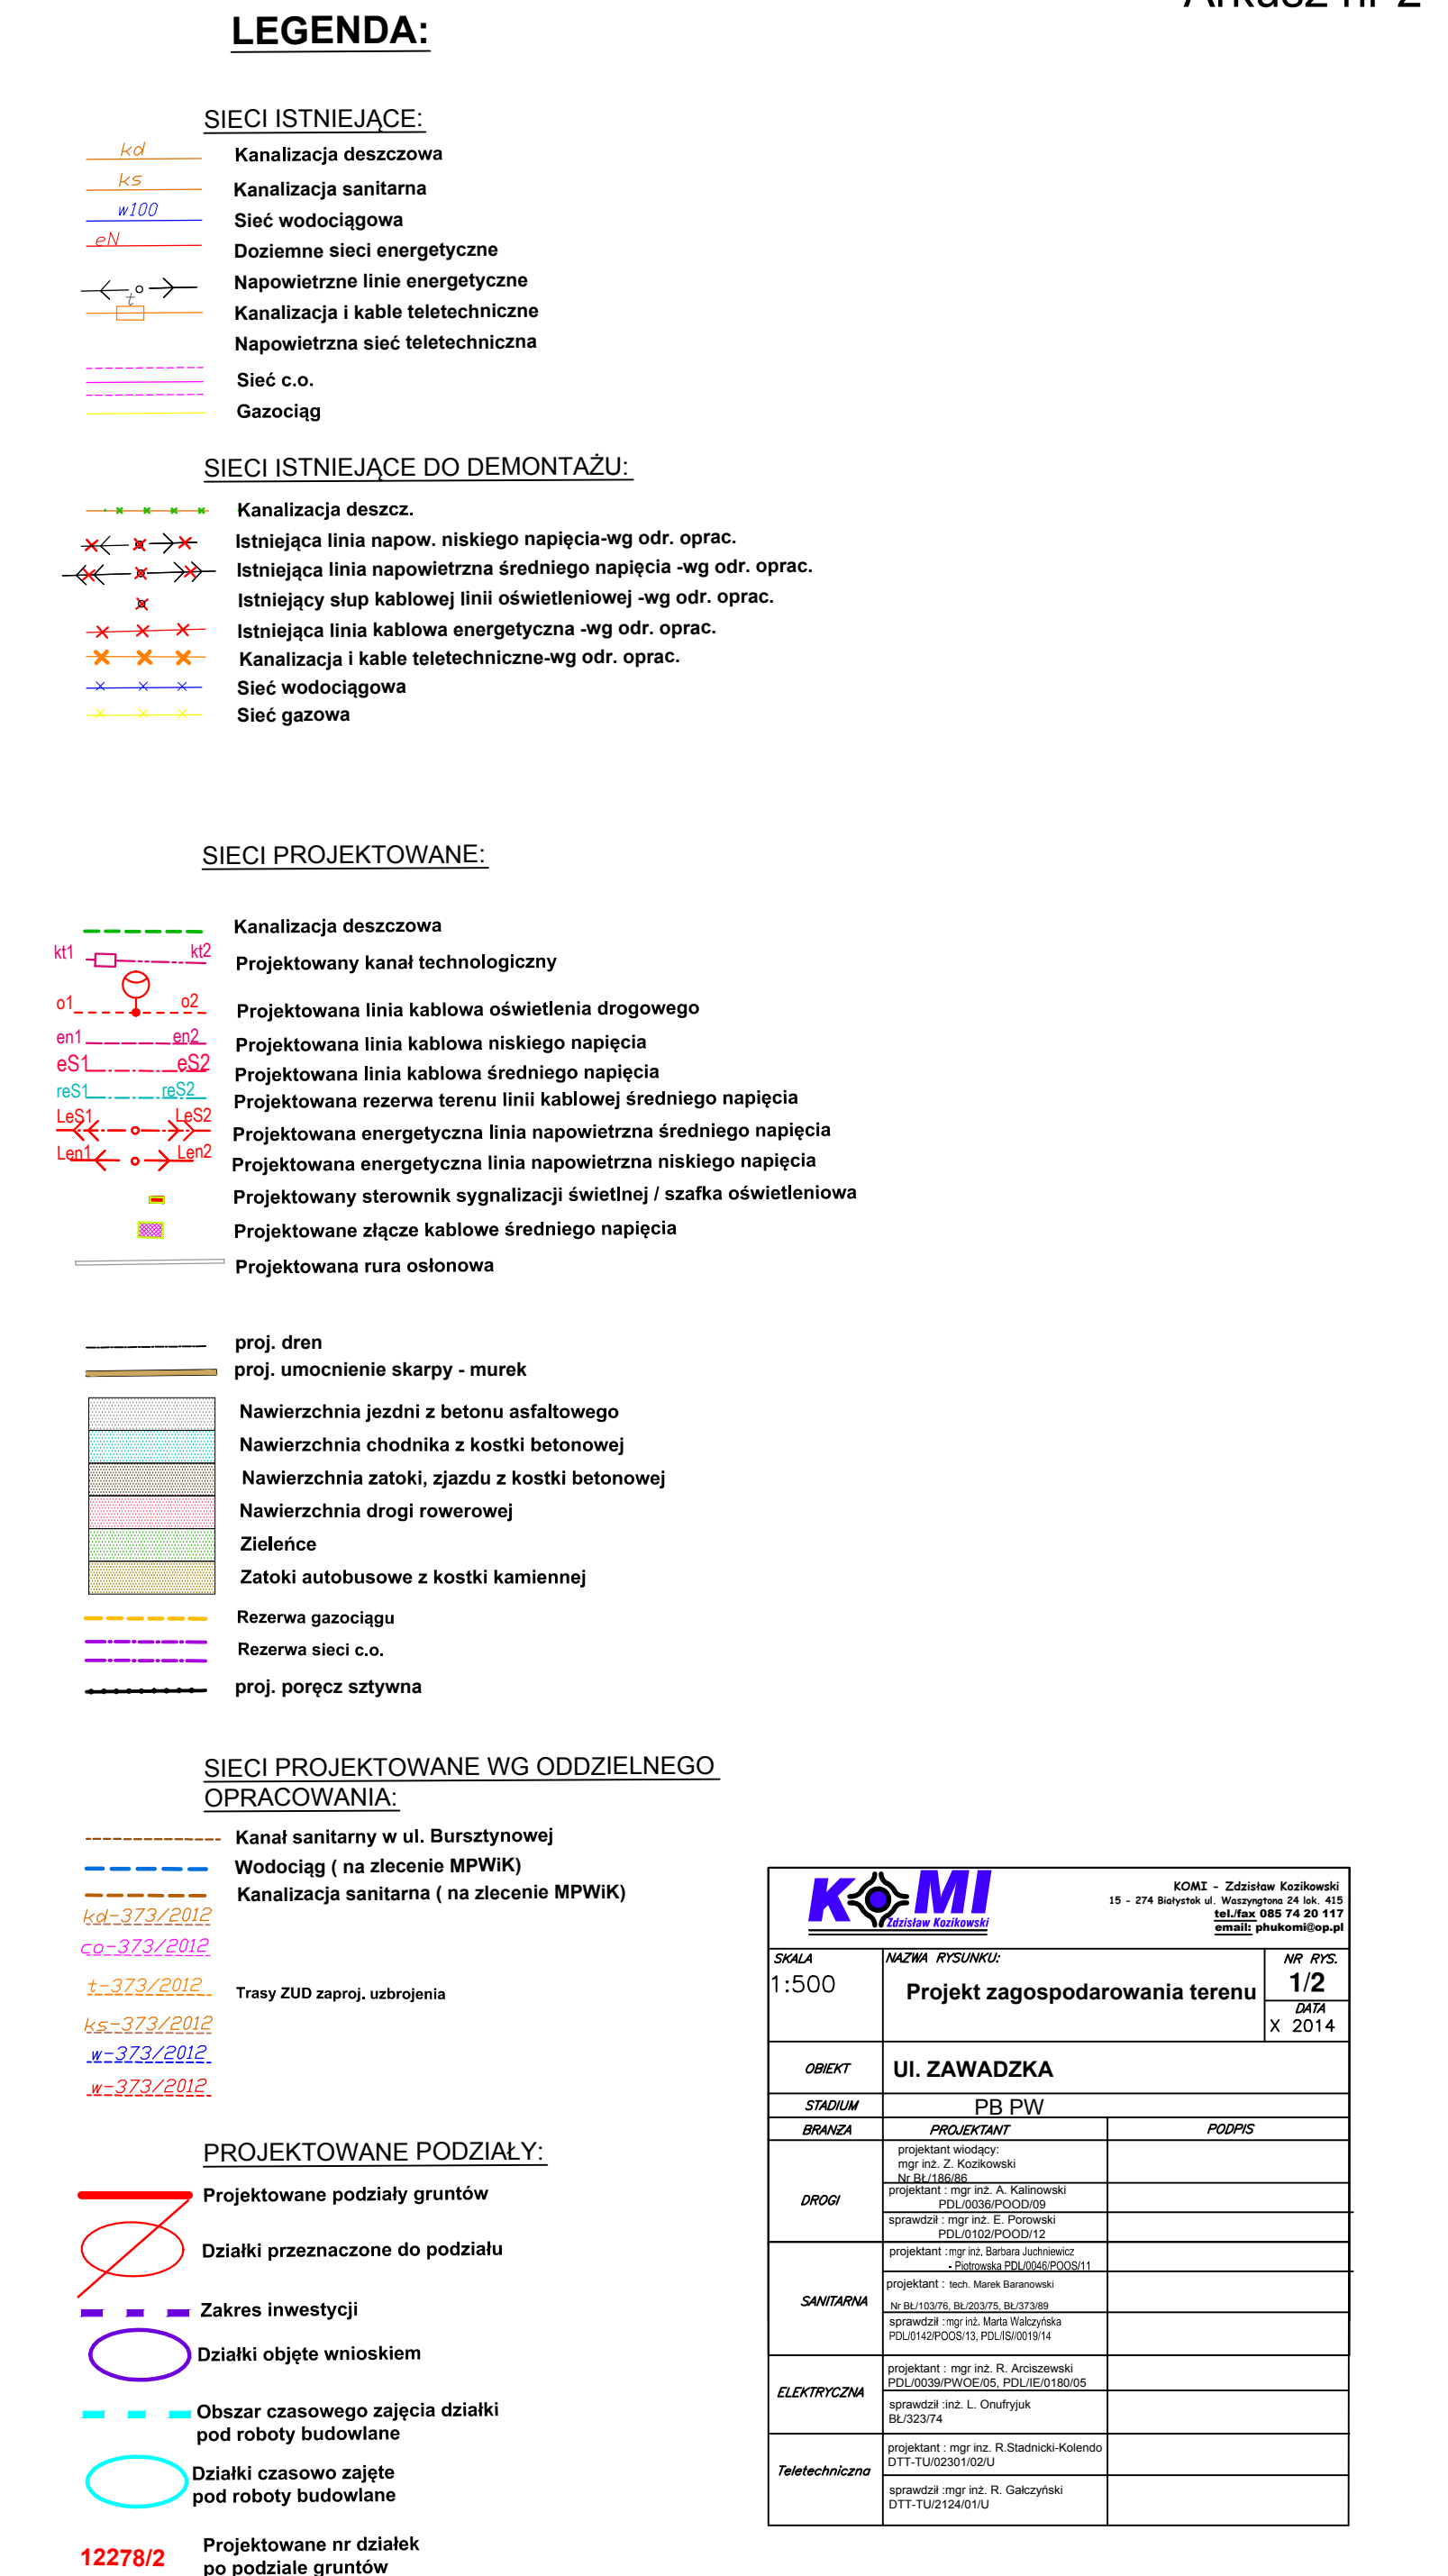 Arkusz nr 2
LEGENDA:
SIECI ISTNIEJĄCE:
kd
Kanalizacja deszczowa
ks
Kanalizacja sanitarna
w100
Sieć wodociągowa
eN
Doziemne sieci energetyczne
Napowietrzne linie energetyczne
t
Kanalizacja i kable teletechniczne
Napowietrzna sieć teletechniczna
Sieć c.o.
Gazociąg
SIECI ISTNIEJĄCE DO DEMONTAŻU:
Kanalizacja deszcz.
Istniejąca linia napow. niskiego napięcia-wg odr. oprac.
Istniejąca linia napowietrzna średniego napięcia -wg odr. oprac.
Istniejący słup kablowej linii oświetleniowej -wg odr. oprac.
Istniejąca linia kablowa energetyczna -wg odr. oprac.
Kanalizacja i kable teletechniczne-wg odr. oprac.
Sieć wodociągowa
Sieć gazowa
SIECI PROJEKTOWANE:
Kanalizacja deszczowa
kt1 kt2
Projektowany kanał technologiczny
o1 o2
Projektowana linia kablowa oświetlenia drogowego
en1 en2
Projektowana linia kablowa niskiego napięcia
eS1 eS2
Projektowana linia kablowa średniego napięcia
reS1 reS2
Projektowana rezerwa terenu linii kablowej średniego napięcia
LeS1 LeS2
Projektowana energetyczna linia napowietrzna średniego napięcia
Len1 Len2
Projektowana energetyczna linia napowietrzna niskiego napięcia
Projektowany sterownik sygnalizacji świetlnej / szafka oświetleniowa
Projektowane złącze kablowe średniego napięcia
Projektowana rura osłonowa
proj. dren
proj. umocnienie skarpy - murek
Nawierzchnia jezdni z betonu asfaltowego
Nawierzchnia chodnika z kostki betonowej
Nawierzchnia zatoki, zjazdu z kostki betonowej
Nawierzchnia drogi rowerowej
Zieleńce
Zatoki autobusowe z kostki kamiennej
Rezerwa gazociągu
Rezerwa sieci c.o.
proj. poręcz sztywna
SIECI PROJEKTOWANE WG ODDZIELNEGO
OPRACOWANIA:
Kanał sanitarny w ul. Bursztynowej
Wodociąg ( na zlecenie MPWiK)
Kanalizacja sanitarna ( na zlecenie MPWiK)
kd-373/2012
co-373/2012
t-373/2012
Trasy ZUD zaproj. uzbrojenia
ks-373/2012
w-373/2012
w-373/2012
PROJEKTOWANE PODZIAŁY:
Projektowane podziały gruntów
Działki przeznaczone do podziału
Zakres inwestycji
Działki objęte wnioskiem
Obszar czasowego zajęcia działki
pod roboty budowlane
Działki czasowo zajęte
pod roboty budowlane
12278/2
Projektowane nr działek
po podziale gruntów
KOMI
Zdzisław Kozikowski
KOMI - Zdzisław Kozikowski
15 - 274 Białystok ul. Waszyngtona 24 lok. 415
tel./fax 085 74 20 117
email: phukomi@op.pl
SKALA
1:500
NAZWA RYSUNKU:
Projekt zagospodarowania terenu
NR RYS.
1/2
DATA
X 2014
OBIEKT
Ul. ZAWADZKA
STADIUM
PB PW
BRANŻA PROJEKTANT PODPIS
DROGI
projektant wiodący:
mgr inż. Z. Kozikowski
Nr BŁ/186/86
projektant : mgr inż. A. Kalinowski
PDL/0036/POOD/09
sprawdził : mgr inż. E. Porowski
PDL/0102/POOD/12
SANITARNA
projektant : mgr inż. Barbara Juchniewicz
- Piotrowska PDL/0046/POOS/11
projektant : tech. Marek Baranowski
Nr BŁ/103/76, BŁ/203/75, BŁ/373/89
sprawdził : mgr inż. Marta Walczyńska
PDL/0142/POOS/13, PDL/IS//0019/14
ELEKTRYCZNA
projektant : mgr inż. R. Arciszewski
PDL/0039/PWOE/05, PDL/IE/0180/05
sprawdził :inż. L. Onufryjuk
BŁ/323/74
Teletechniczna
projektant : mgr inz. R.Stadnicki-Kolendo
DTT-TU/02301/02/U
sprawdził :mgr inż. R. Gałczyński
DTT-TU/2124/01/U